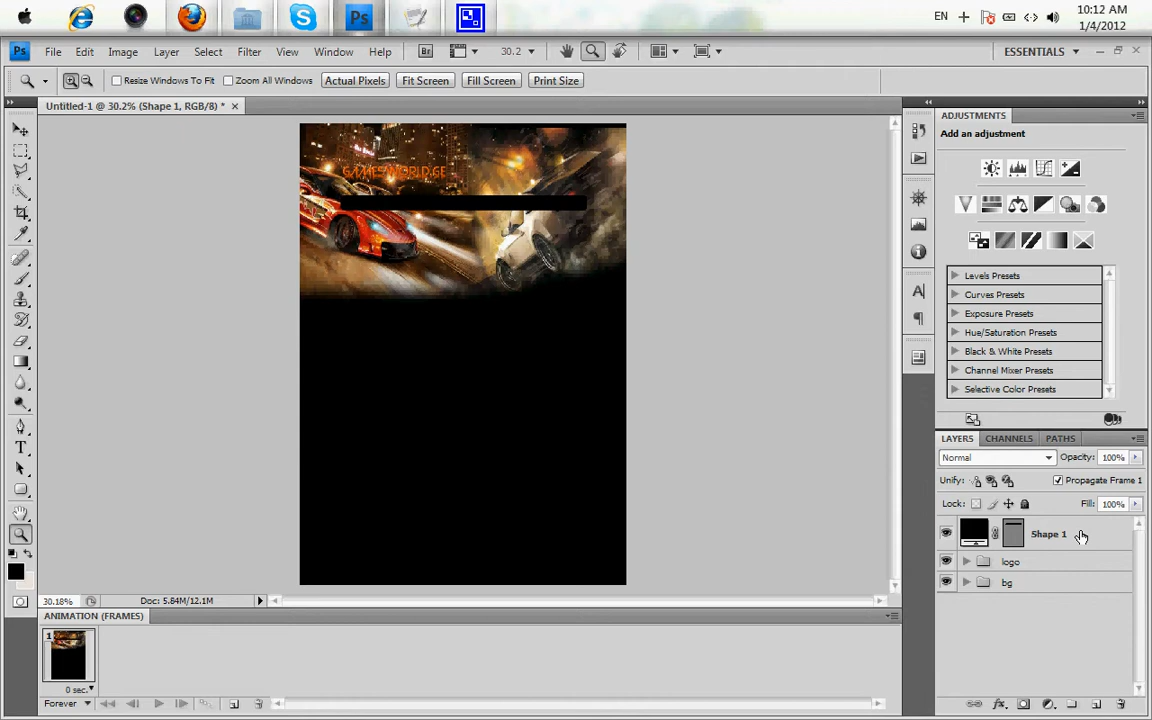 EN
10:12 AM
1/4/2012
Ps
File Edit Image Layer Select Filter View Window Help
Br
30.2
ESSENTIALS
Resize Windows To Fit
Zoom All Windows
Actual Pixels
Fit Screen
Fill Screen
Print Size
Untitled-1 @ 30.2% (Shape 1, RGB/8) *
GAMESWORLD.GE
ADJUSTMENTS
Add an adjustment
Levels Presets
Curves Presets
Exposure Presets
Hue/Saturation Presets
Black & White Presets
Channel Mixer Presets
Selective Color Presets
LAYERS CHANNELS PATHS
Normal
Opacity: 100%
Unify:
Propagate Frame 1
Lock:
Fill: 100%
Shape 1
logo
bg
30.18%
Doc: 5.84M/12.1M
ANIMATION (FRAMES)
1
0 sec.
Forever